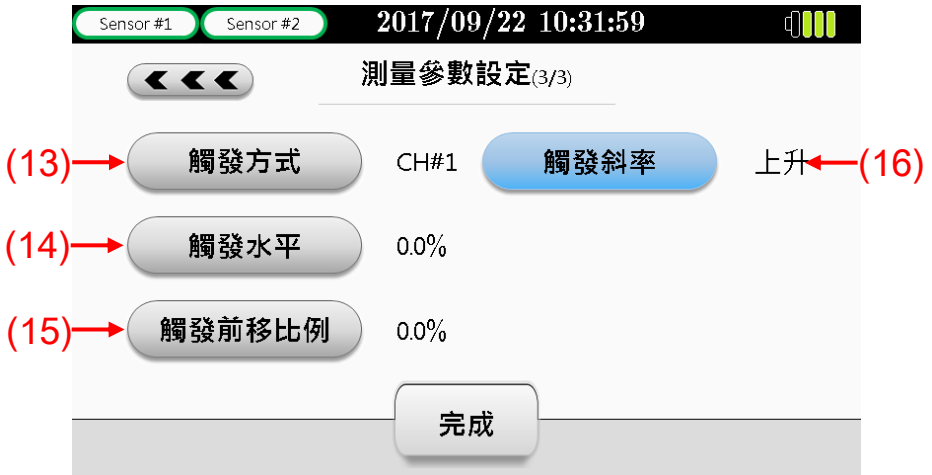 Sensor #1 Sensor #2 2017/09/22 10:31:59
測量參數設定(3/3)
(13) 觸發方式 CH#1 觸發斜率 上升 (16)
(14) 觸發水平 0.0%
(15) 觸發前移比例 0.0%
完成